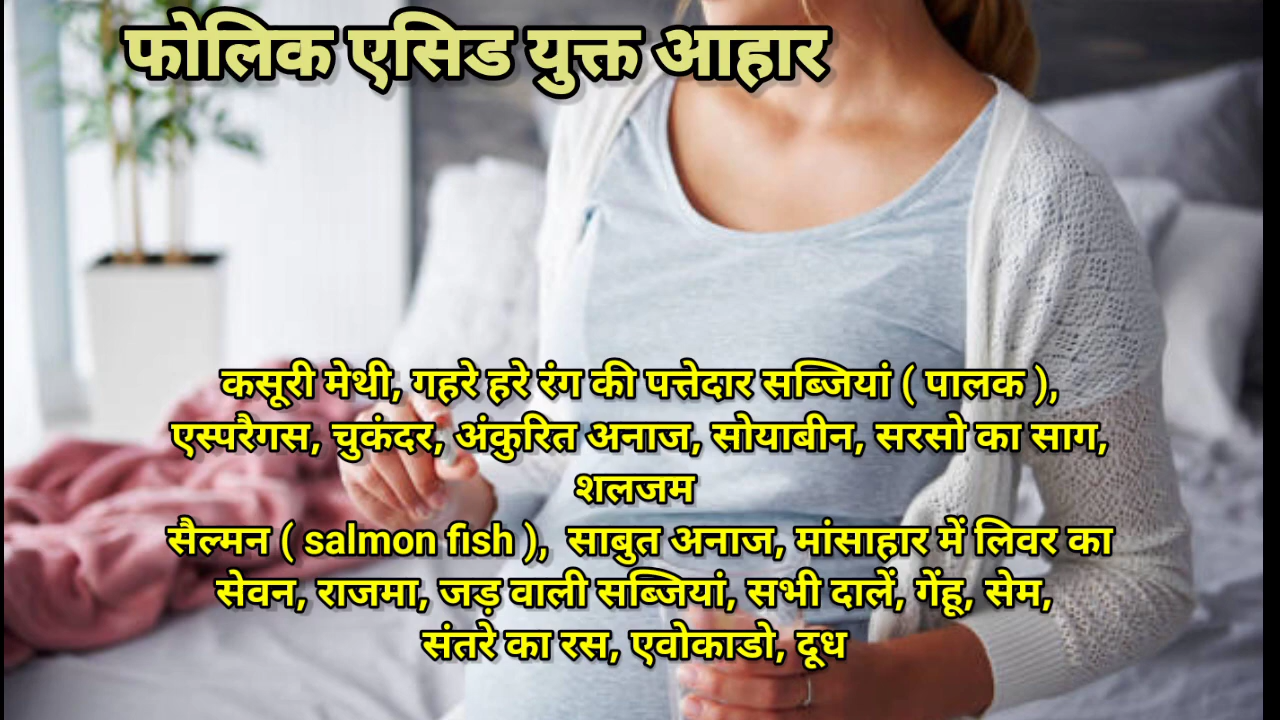 फोलिक एसिड युक्त आहार
कसूरी मेथी, गहरे हरे रंग की पत्तेदार सब्जियां ( पालक ),
एस्परैगस, चुकंदर, अंकुरित अनाज, सोयाबीन, सरसो का साग,
शलजम
सैल्मन ( salmon fish ), साबुत अनाज, मांसाहार में लिवर का
सेवन, राजमा, जड़ वाली सब्जियां, सभी दालें, गेंहू, सेम,
संतरे का रस, एवोकाडो, दूध